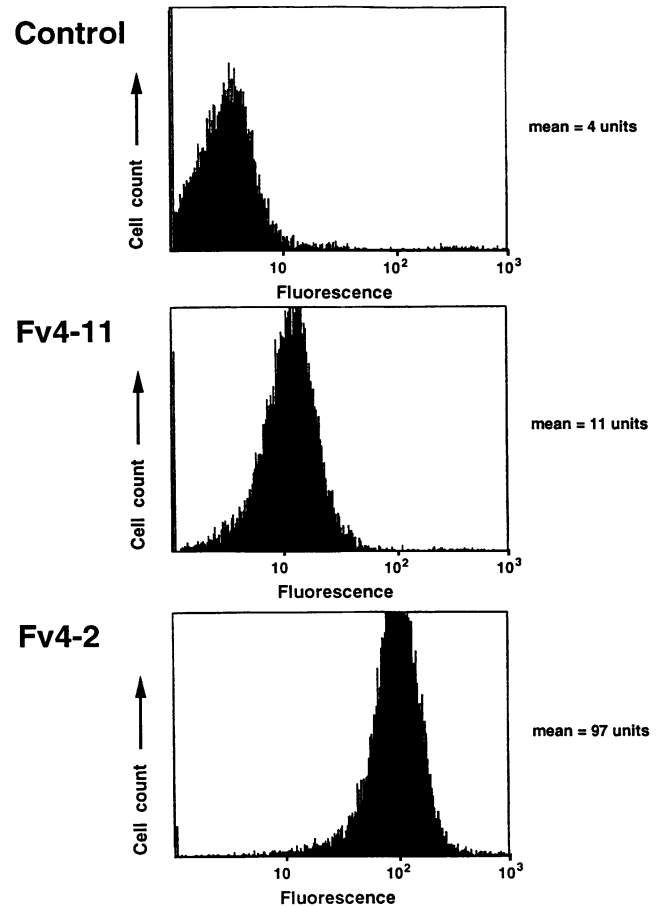 Control
Cell count
mean = 4 units
10 10² 10³
Fluorescence
Fv4-11
Cell count
mean = 11 units
10 10² 10³
Fluorescence
Fv4-2
Cell count
mean = 97 units
10 10² 10³
Fluorescence